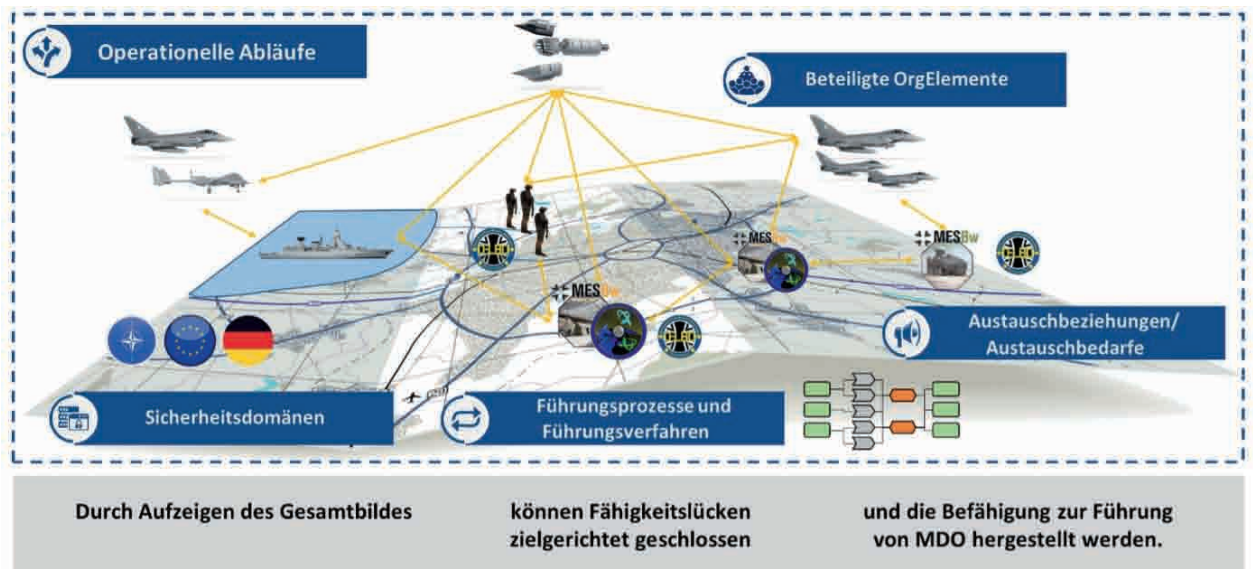 Operationelle Abläufe
Beteiligte OrgElemente
MESBw
MESBw
MESBw
Austauschbeziehungen/
Austauschbedarfe
Sicherheitsdomänen
Führungsprozesse und
Führungsverfahren
Durch Aufzeigen des Gesamtbildes
können Fähigkeitslücken
zielgerichtet geschlossen
und die Befähigung zur Führung
von MDO hergestellt werden.